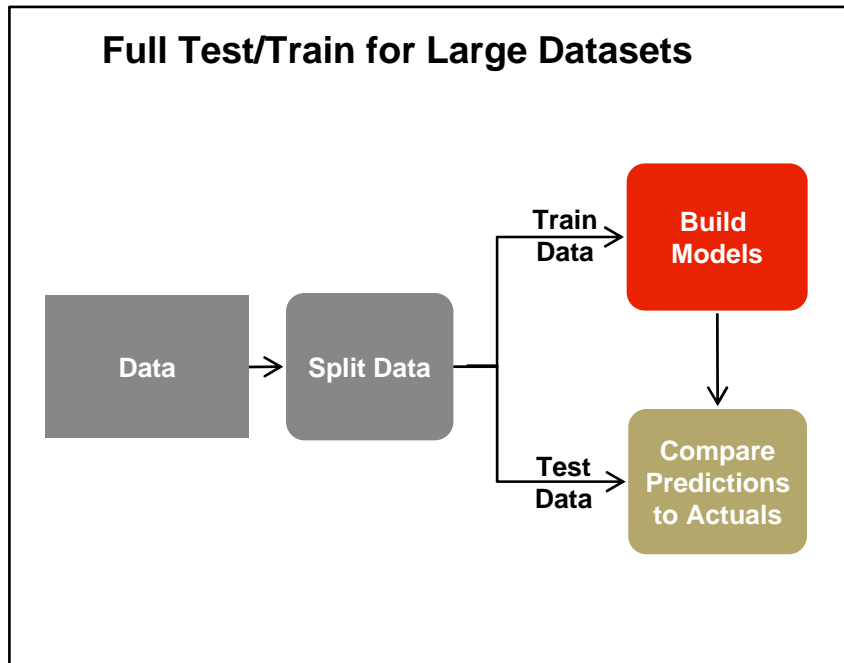 Full Test/Train for Large Datasets
Train
Data
Build
Models
Data
Split Data
Test
Data
Compare
Predictions
to Actuals